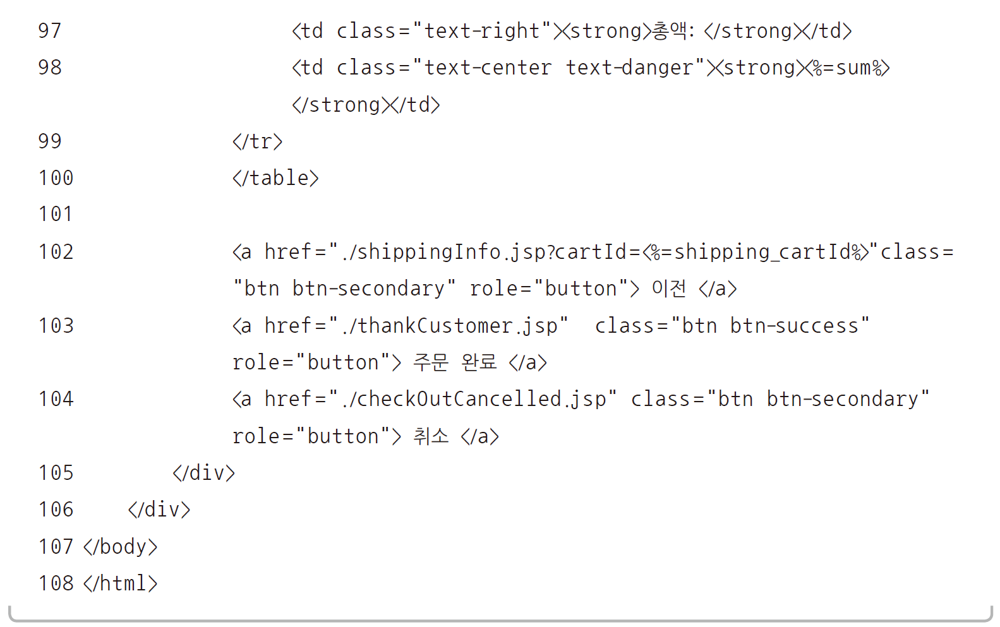 97 <td class="text-right"><strong>총액: </strong></td>
98 <td class="text-center text-danger"><strong><%=sum%>
</strong></td>
99 </tr>
100 </table>
101
102 <a href="./shippingInfo.jsp?cartId=<%=shipping_cartId%>"class=
"btn btn-secondary" role="button"> 이전 </a>
103 <a href="./thankCustomer.jsp"  class="btn btn-success"
role="button"> 주문 완료 </a>
104 <a href="./checkOutCancelled.jsp" class="btn btn-secondary"
role="button"> 취소 </a>
105 </div>
106 </div>
107 </body>
108 </html>